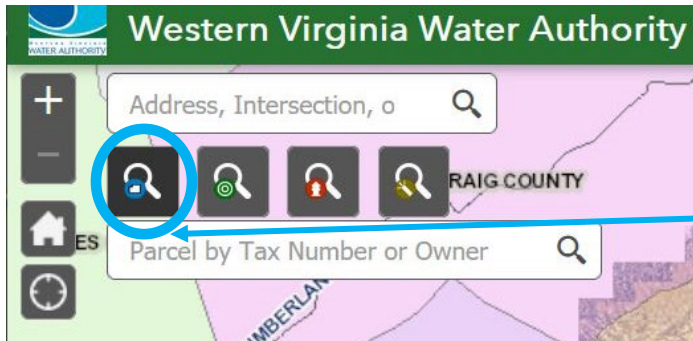 Western Virginia Water Authority
WESTERN VIRGINIA
WATER AUTHORITY
Address, Intersection, o
RAIG COUNTY
ES
Parcel by Tax Number or Owner
UMBERLAN